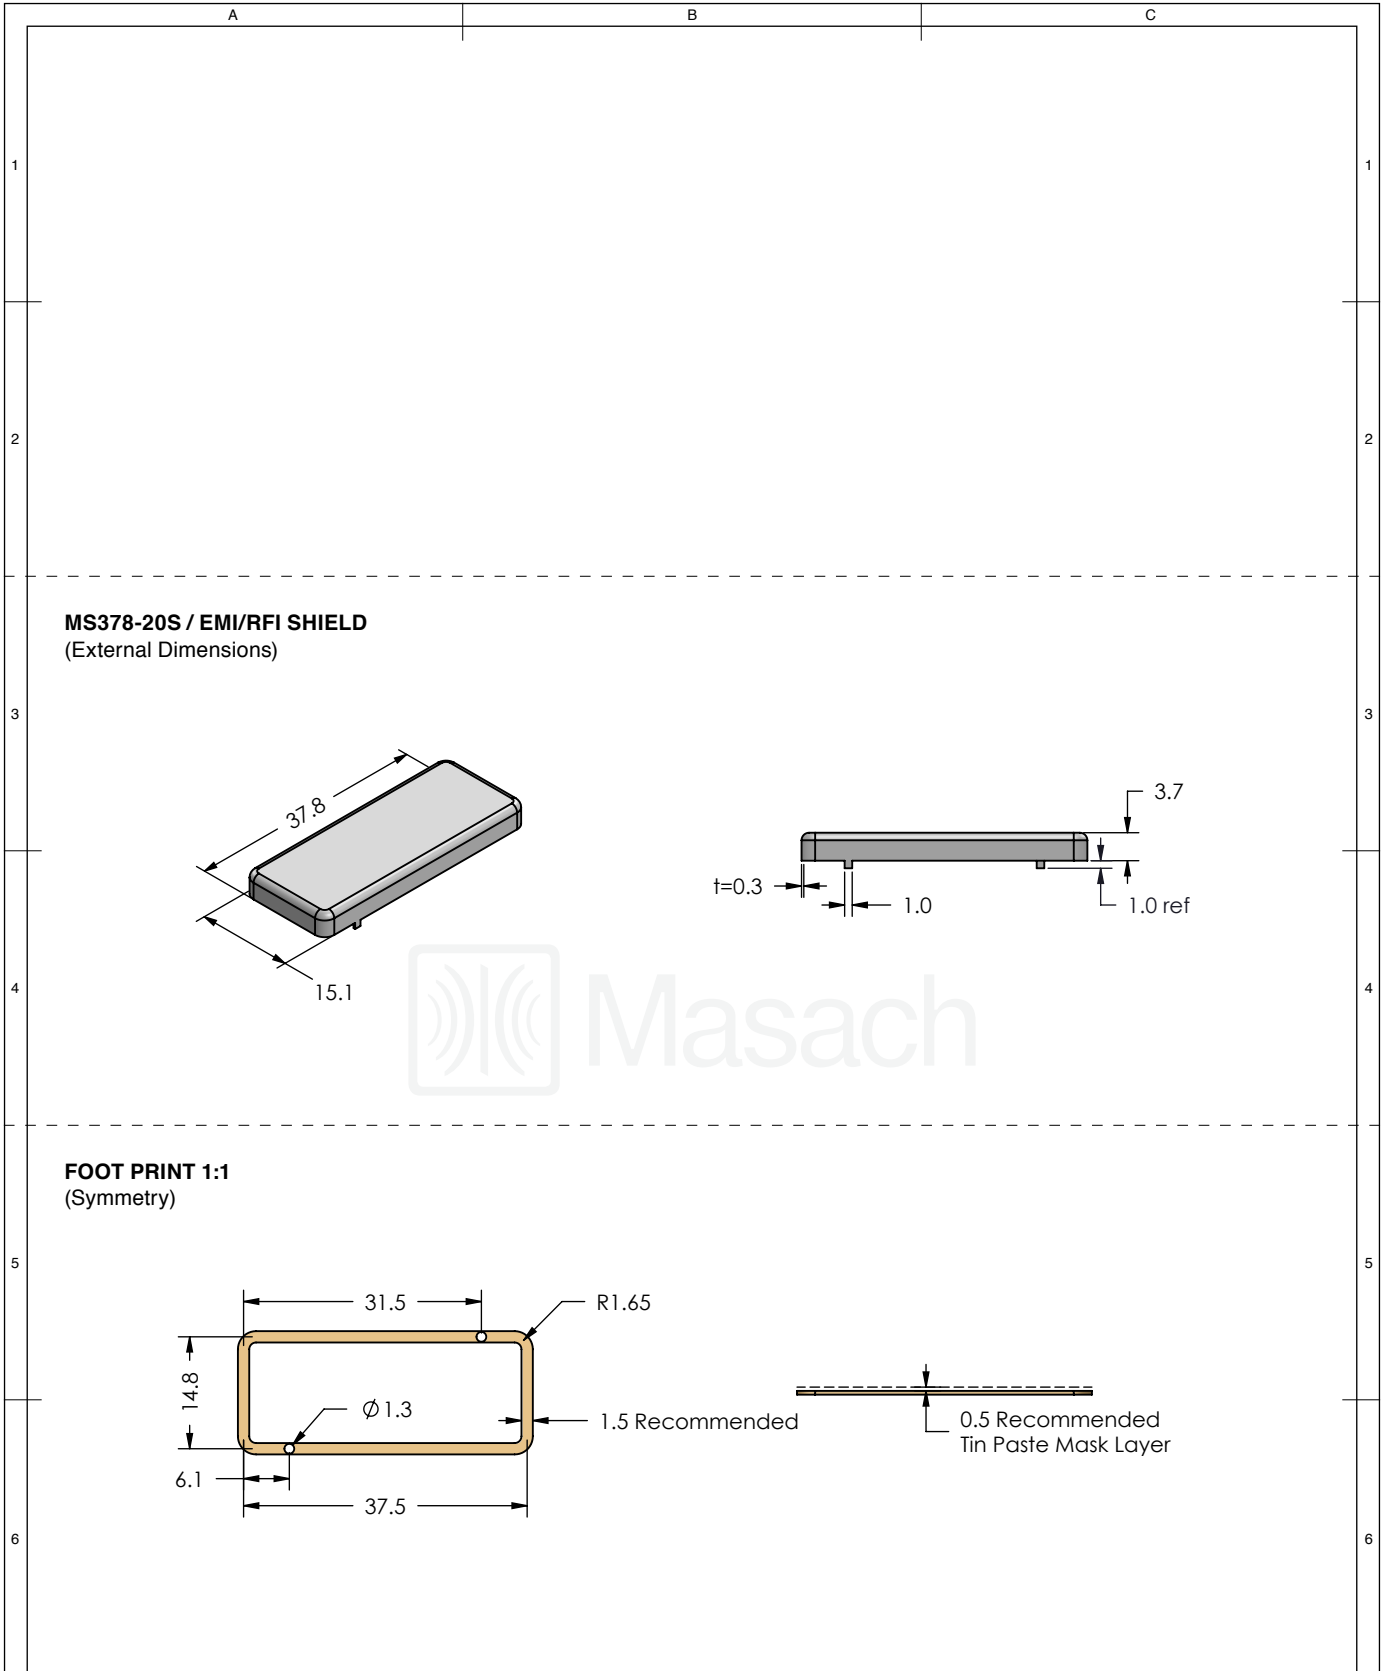 A
B
C
1
1
2
2
MS378-20S / EMI/RFI SHIELD
(External Dimensions)
3
3
37.8
15.1
3.7
t=0.3
1.0
1.0 ref
Masach
4
4
FOOT PRINT 1:1
(Symmetry)
5
5
31.5
R1.65
14.8
Ø1.3
1.5 Recommended
0.5 Recommended
Tin Paste Mask Layer
6.1
37.5
6
6